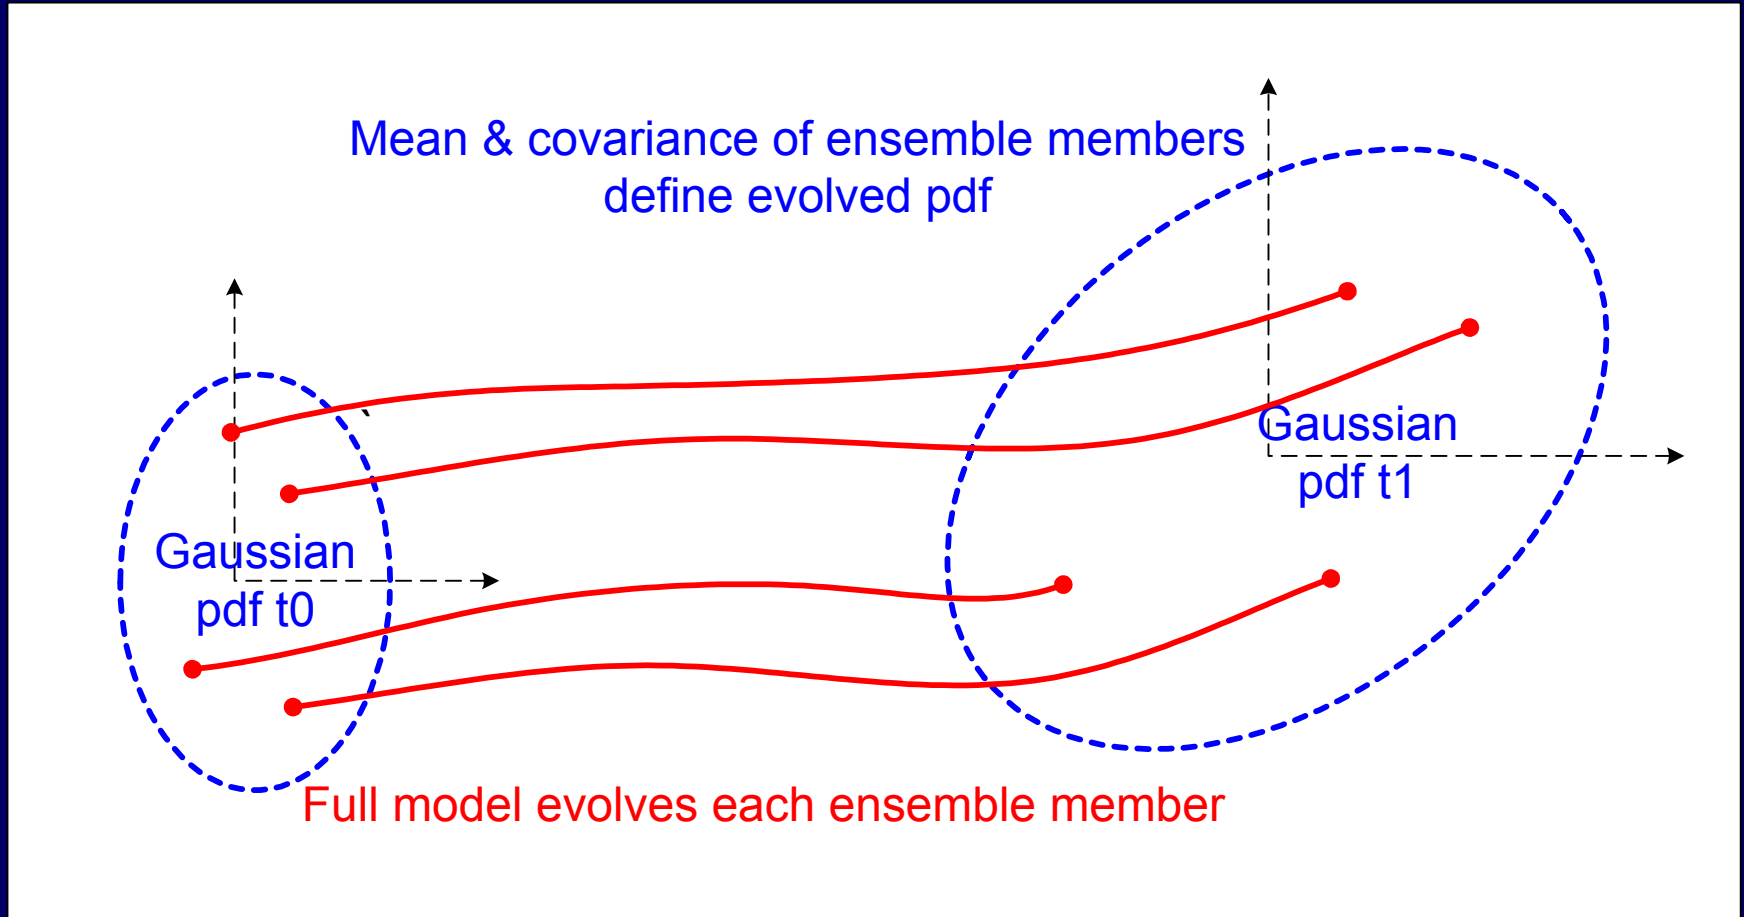 Mean & covariance of ensemble members
define evolved pdf
Gaussian
pdf t1
Gaussian
pdf t0
Full model evolves each ensemble member